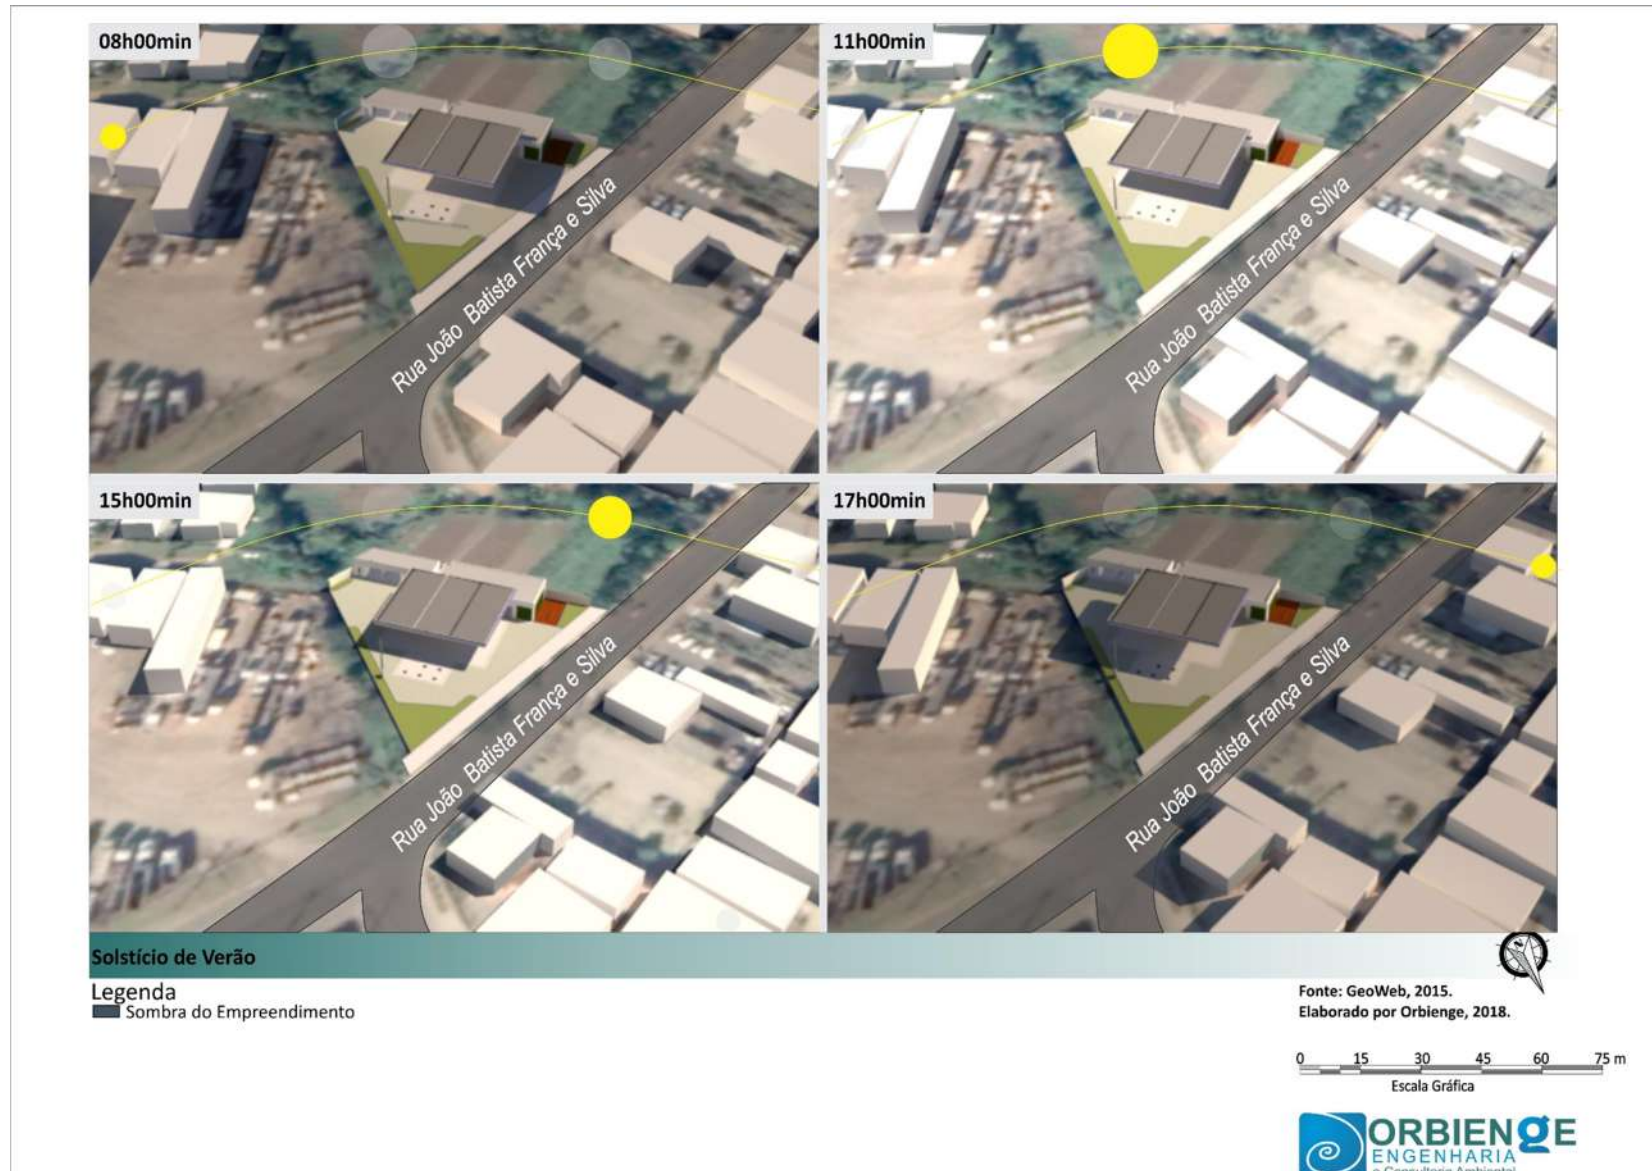 08h00min
11h00min
Rua João Batista França e Silva
Rua João Batista França e Silva
15h00min
17h00min
Rua João Batista França e Silva
Rua João Batista França e Silva
Solstício de Verão
N
Legenda
Sombra do Empreendimento
Fonte: GeoWeb, 2015.
Elaborado por Orbienge, 2018.
0 15 30 45 60 75 m
Escala Gráfica
ORBIENGE
ENGENHARIA
e Consultoria Ambiental